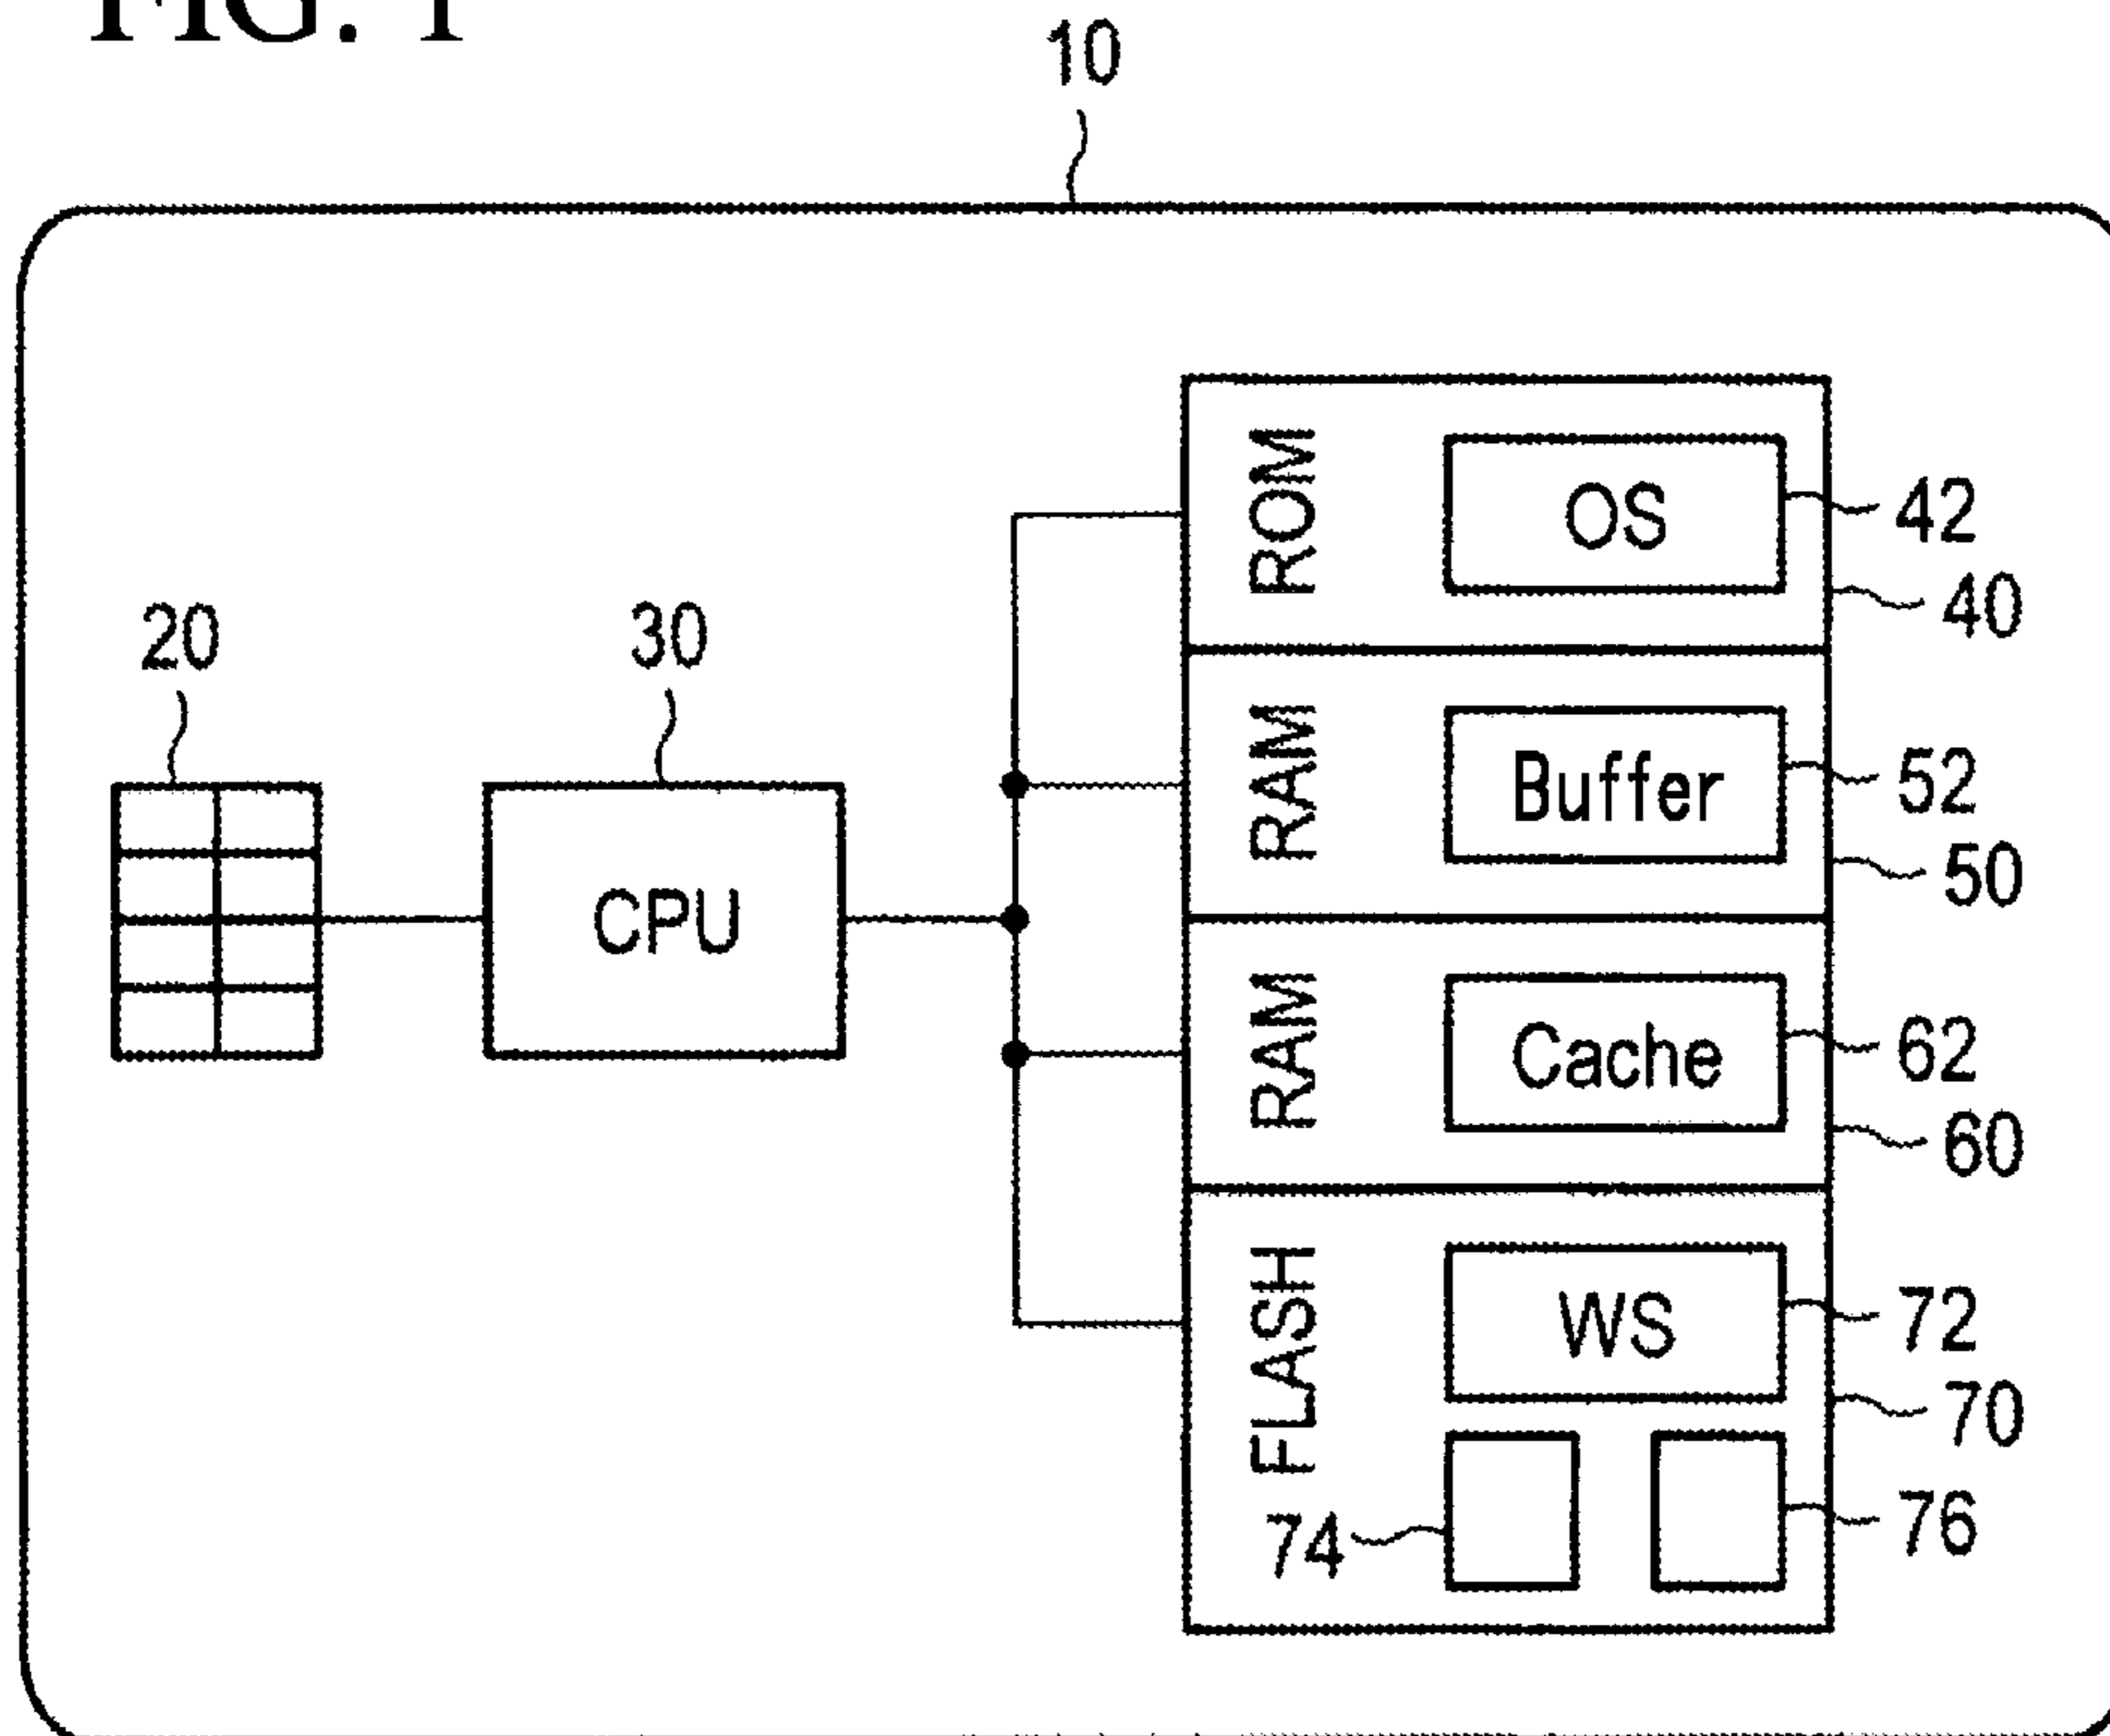 FIG. 1
10
20
30
CPU
ROM
OS
42
40
RAM
Buffer
52
50
RAM
Cache
62
60
FLASH
WS
72
70
74
76